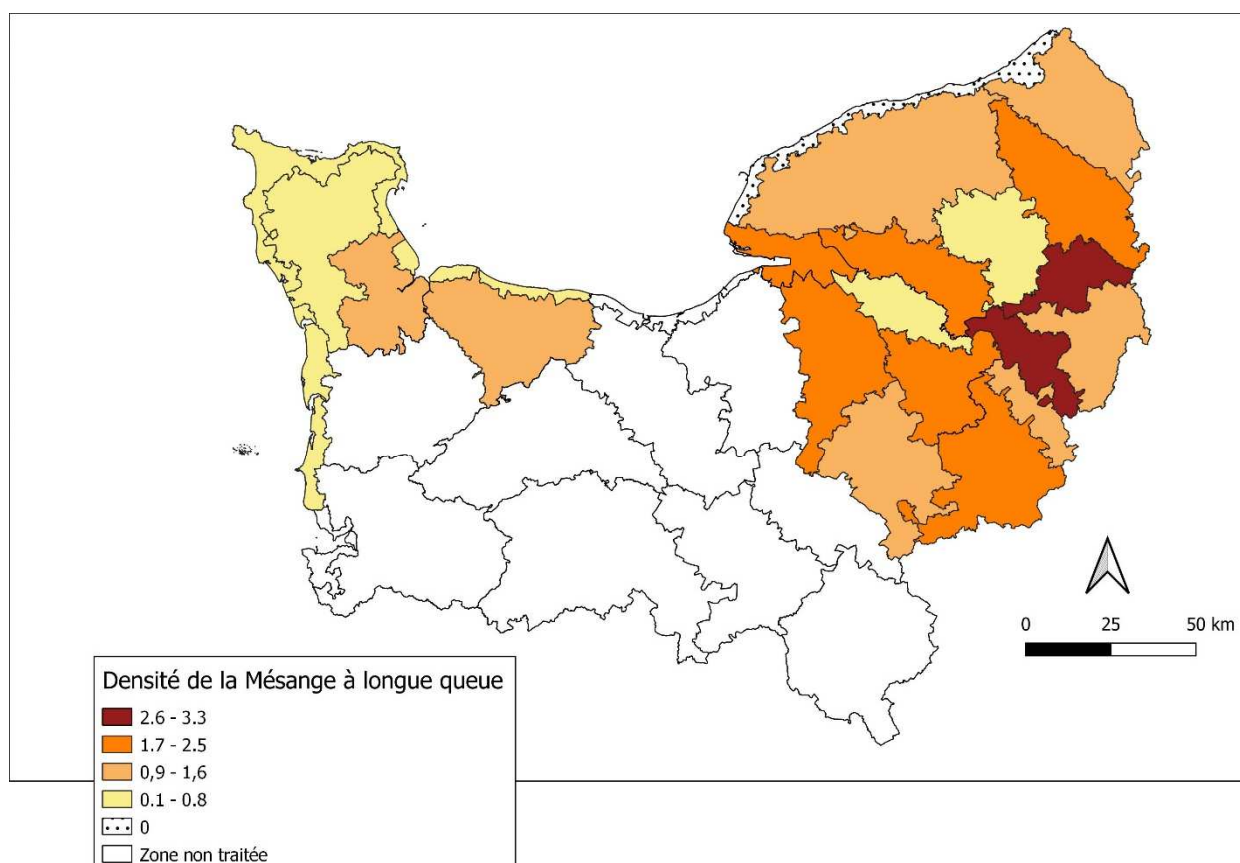 0 25 50 km
Densité de la Mésange à longue queue
2.6 - 3.3
1.7 - 2.5
0,9 - 1,6
0.1 - 0.8
0
Zone non traitée